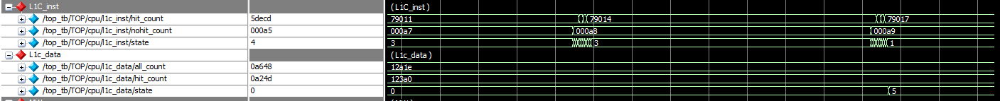 L1C_inst (L1C_inst)
/top_tb/TOP/cpu/l1c_inst/hit_count 5decd 79011 79014 79017
/top_tb/TOP/cpu/l1c_inst/nohit_count 000a5 000a7 000a8 000a9
/top_tb/TOP/cpu/l1c_inst/state 4 3 3 1
L1c_data (L1c_data)
/top_tb/TOP/cpu/l1c_data/all_count 0a648 12a1e
/top_tb/TOP/cpu/l1c_data/hit_count 0a24d 123a0
/top_tb/TOP/cpu/l1c_data/state 0 0 5